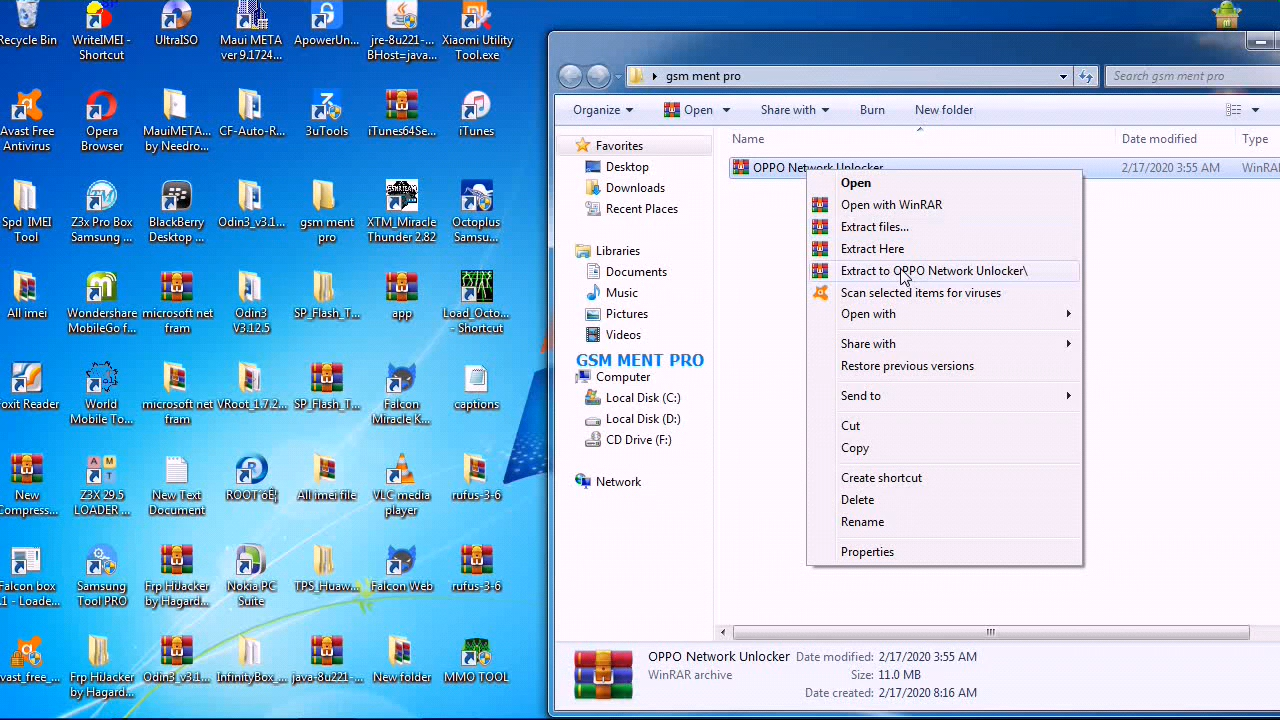 Recycle Bin
WriteIMEI -
Shortcut
UltraISO
Maui META
ver 9.1724...
ApowerUn...
jre-8u221-...
BHost=java...
Xiaomi Utility
Tool.exe
Avast Free
Antivirus
Opera
Browser
MauiMETA...
by Needro...
CF-Auto-R...
3uTools
iTunes64Se...
iTunes
Spd IMEI
Tool
Z3x Pro Box
Samsung ...
BlackBerry
Desktop ...
Odin3_v3.1...
gsm ment
pro
XTM_Miracle
Thunder 2.82
Octoplus
Samsu...
All imei
Wondershare
MobileGo f...
microsoft net
fram
Odin3
V3.12.5
SP_Flash_T...
app
Load_Octo...
- Shortcut
oxit Reader
World
Mobile To...
microsoft net
fram
VRoot_1.7.2...
SP_Flash_T...
Falcon
Miracle K...
captions
New
Compress...
Z3X 29.5
LOADER ...
New Text
Document
All imei file
VLC media
player
rufus-3-6
Falcon box
.1 - Loade...
Samsung
Tool PRO
Frp HiJacker
by Hagard...
Nokia PC
Suite
TPS_Huaw...
Falcon Web
rufus-3-6
vast_free_...
Frp HiJacker
by Hagard...
Odin3_v3.1...
InfinityBox_...
java-8u221-...
New folder
MMO TOOL
gsm ment pro
Search gsm ment pro
Organize
Open
Share with
Burn
New folder
Favorites
Desktop
Downloads
Recent Places
Libraries
Documents
Music
Pictures
Videos
GSM MENT PRO
Computer
Local Disk (C:)
Local Disk (D:)
CD Drive (F:)
Network
Name
Date modified
Type
OPPO Network Unlocker
2/17/2020 3:55 AM
WinRA
Open
Open with WinRAR
Extract files...
Extract Here
Extract to OPPO Network Unlocker\
Scan selected items for viruses
Open with
Share with
Restore previous versions
Send to
Cut
Copy
Create shortcut
Delete
Rename
Properties
OPPO Network Unlocker
Date modified: 2/17/2020 3:55 AM
WinRAR archive
Size: 11.0 MB
Date created: 2/17/2020 8:16 AM